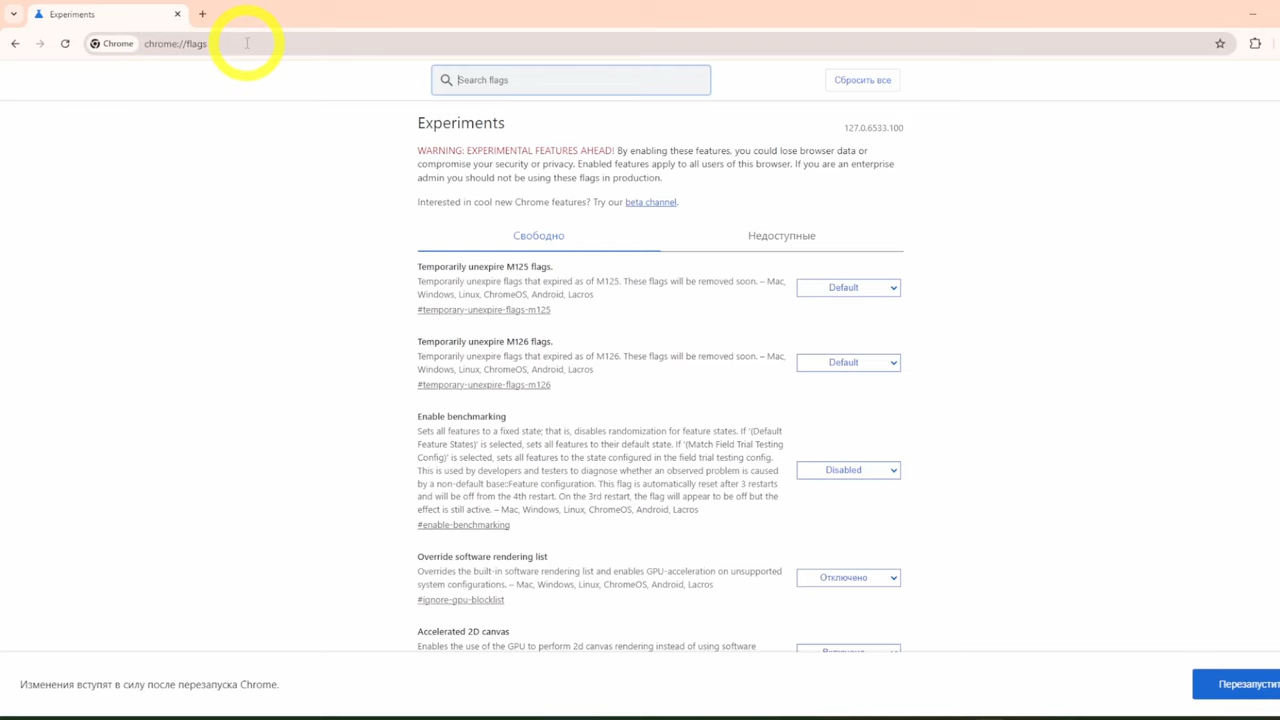 Experiments
Chrome
chrome://flags
Search flags
Сбросить все
Experiments
127.0.6533.100
WARNING: EXPERIMENTAL FEATURES AHEAD! By enabling these features, you could lose browser data or
compromise your security or privacy. Enabled features apply to all users of this browser. If you are an enterprise
admin you should not be using these flags in production.
Interested in cool new Chrome features? Try our beta channel.
Свободно
Недоступные
Temporarily unexpire M125 flags.
Temporarily unexpire flags that expired as of M125. These flags will be removed soon. – Mac,
Windows, Linux, ChromeOS, Android, Lacros
#temporary-unexpire-flags-m125
Default
Temporarily unexpire M126 flags.
Temporarily unexpire flags that expired as of M126. These flags will be removed soon. – Mac,
Windows, Linux, ChromeOS, Android, Lacros
#temporary-unexpire-flags-m126
Default
Enable benchmarking
Sets all features to a fixed state; that is, disables randomization for feature states. If '(Default
Feature States)' is selected, sets all features to their default state. If '(Match Field Trial Testing
Config)' is selected, sets all features to the state configured in the field trial testing config.
This is used by developers and testers to diagnose whether an observed problem is caused
by a non-default base::Feature configuration. This flag is automatically reset after 3 restarts
and will be off from the 4th restart. On the 3rd restart, the flag will appear to be off but the
effect is still active. – Mac, Windows, Linux, ChromeOS, Android, Lacros
#enable-benchmarking
Disabled
Override software rendering list
Overrides the built-in software rendering list and enables GPU-acceleration on unsupported
system configurations. – Mac, Windows, Linux, ChromeOS, Android, Lacros
#ignore-gpu-blocklist
Отключено
Accelerated 2D canvas
Enables the use of the GPU to perform 2d canvas rendering instead of using software
Изменения вступят в силу после перезапуска Chrome.
Перезапустит